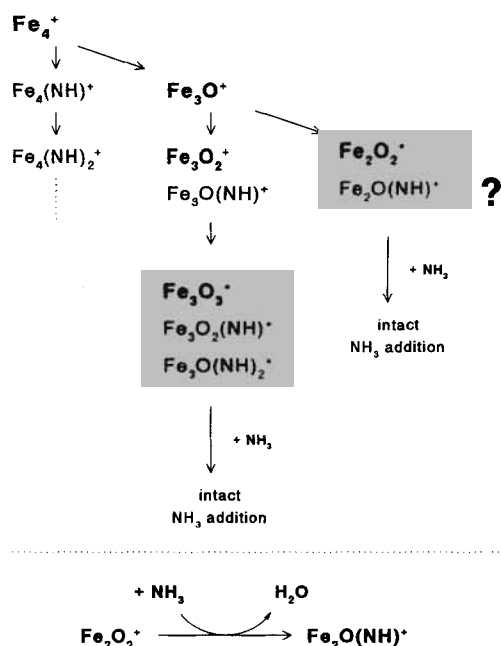 Fe₄⁺
Fe₄(NH)⁺ Fe₃O⁺
Fe₄(NH)₂⁺ Fe₃O₂⁺ Fe₂O₂⁺
Fe₃O(NH)⁺ Fe₂O(NH)⁺ ?
+ NH₃
Fe₃O₃⁺
intact
Fe₃O₂(NH)⁺
NH₃ addition
Fe₃O(NH)₂⁺
+ NH₃
intact
NH₃ addition
+ NH₃ H₂O
Fe₂O₂⁺ Fe₂O(NH)⁺